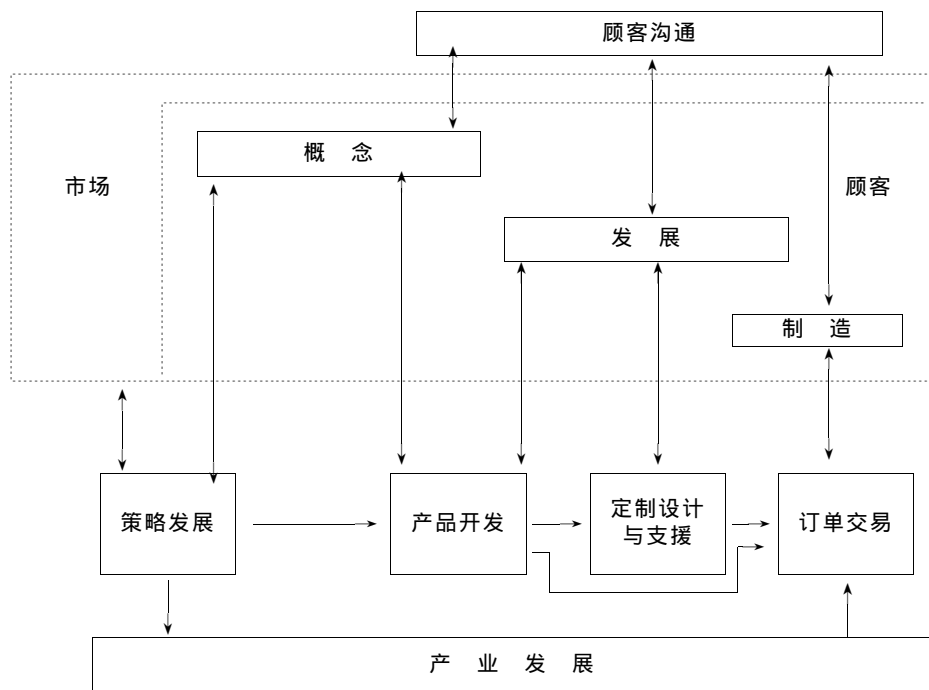 顾客沟通
概 念
市场
顾客
发 展
制 造
策略发展
产品开发
定制设计
与支援
订单交易
产 业 发 展